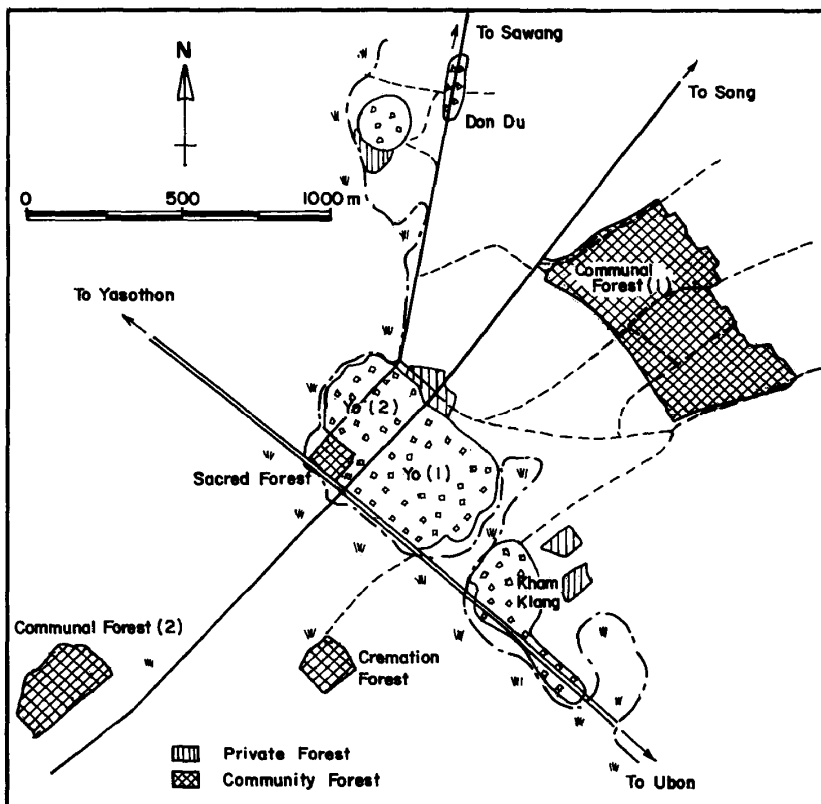 To Sawang
N
To Song
Don Du
0 500 1000 m
Communal
Forest (1)
To Yasothon
Yo (2)
Yo (1)
Sacred Forest
Kham
Klang
Communal Forest (2)
Cremation
Forest
Private Forest
Community Forest
To Ubon